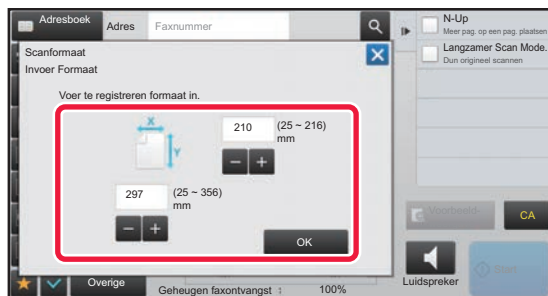 Adresboek
Adres
Faxnummer
N-Up
Meer pag. op een pag. plaatsen
Langzamer Scan Mode.
Dun origineel scannen
Scanformaat
Invoer Formaat
Voer te registreren formaat in.
X
Y
210
(25 ~ 216)
mm
297
(25 ~ 356)
mm
OK
Voorbeeld-
CA
Luidspreker
Start
Overige
Geheugen faxontvangst :
100%